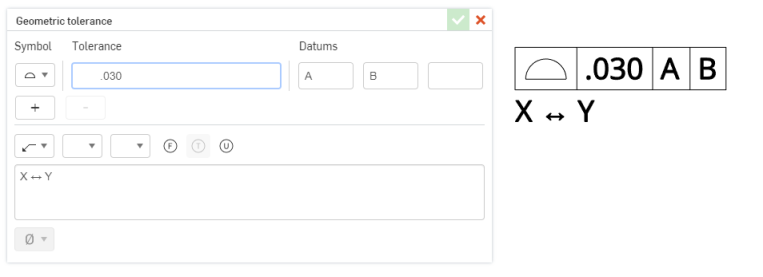 Geometric tolerance
Symbol Tolerance Datums
.030 A B
+ -
F T U
X ↔ Y
Ø
.030 A B
X ↔ Y